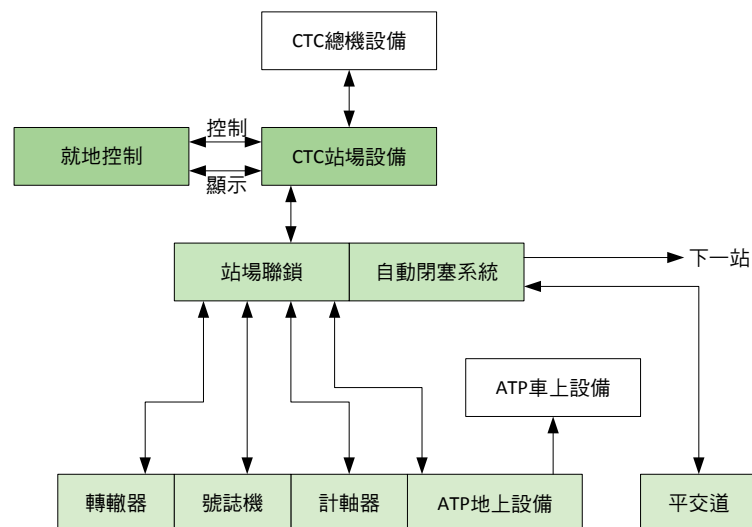 CTC總機設備
控制
就地控制
CTC站場設備
顯示
站場聯鎖
自動閉塞系統
下一站
ATP車上設備
轉轍器
號誌機
計軸器
ATP地上設備
平交道